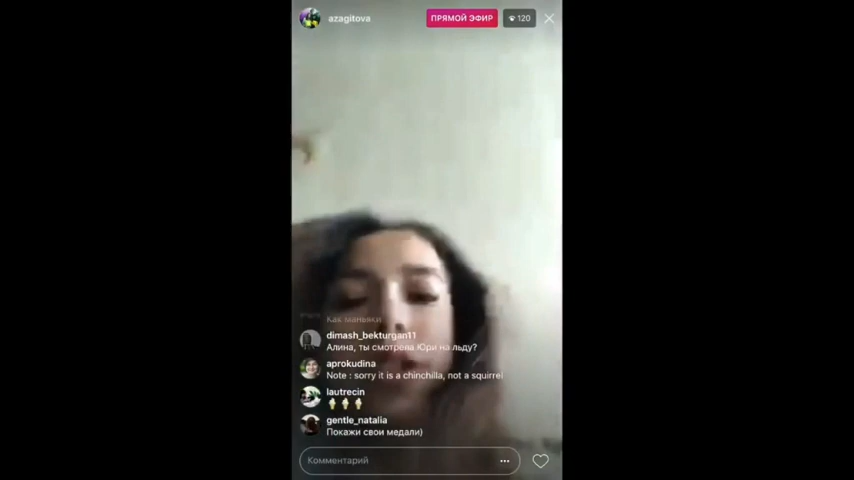 azagitova
ПРЯМОЙ ЭФИР
120
Как маньяки
dimash_bekturgan11
Алина, ты смотрела Юри на льду?
aprokudina
Note : sorry it is a chinchilla, not a squirrel
lautrecin
🍦🍦🍦
gentle_natalia
Покажи свои медали)
Комментарий